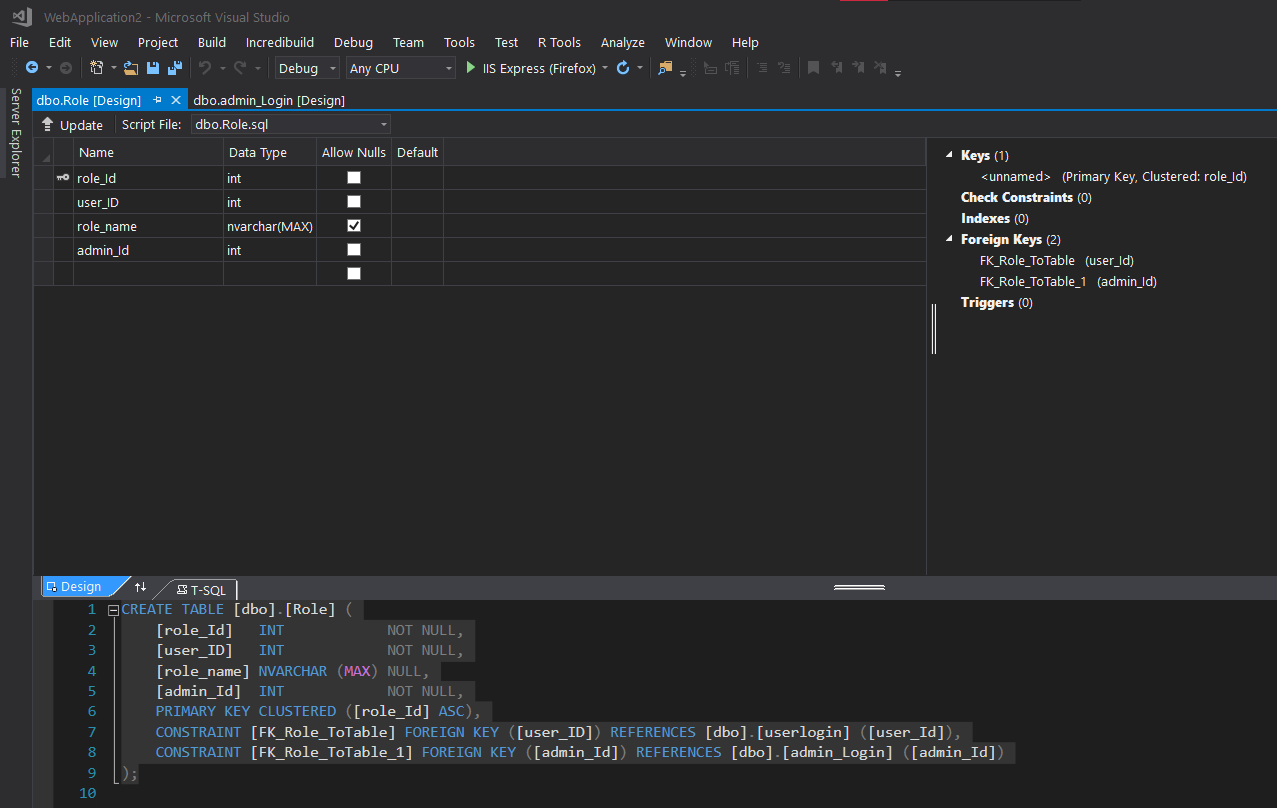 WebApplication2 - Microsoft Visual Studio
File Edit View Project Build Incredibuild Debug Team Tools Test R Tools Analyze Window Help
Debug Any CPU IIS Express (Firefox)
Server Explorer
dbo.Role [Design] dbo.admin_Login [Design]
Update Script File: dbo.Role.sql
Name Data Type Allow Nulls Default
role_Id int
user_ID int
role_name nvarchar(MAX)
admin_Id int
Keys (1)
<unnamed> (Primary Key, Clustered: role_Id)
Check Constraints (0)
Indexes (0)
Foreign Keys (2)
FK_Role_ToTable (user_Id)
FK_Role_ToTable_1 (admin_Id)
Triggers (0)
Design T-SQL
1 CREATE TABLE [dbo].[Role] (
2 [role_Id] INT NOT NULL,
3 [user_ID] INT NOT NULL,
4 [role_name] NVARCHAR (MAX) NULL,
5 [admin_Id] INT NOT NULL,
6 PRIMARY KEY CLUSTERED ([role_Id] ASC),
7 CONSTRAINT [FK_Role_ToTable] FOREIGN KEY ([user_ID]) REFERENCES [dbo].[userlogin] ([user_Id]),
8 CONSTRAINT [FK_Role_ToTable_1] FOREIGN KEY ([admin_Id]) REFERENCES [dbo].[admin_Login] ([admin_Id])
9 );
10